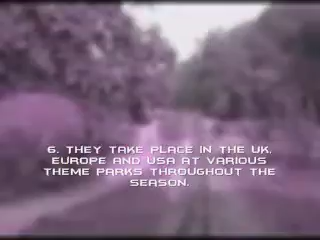 6. THEY TAKE PLACE IN THE UK,
EUROPE AND USA AT VARIOUS
THEME PARKS THROUGHOUT THE
SEASON.